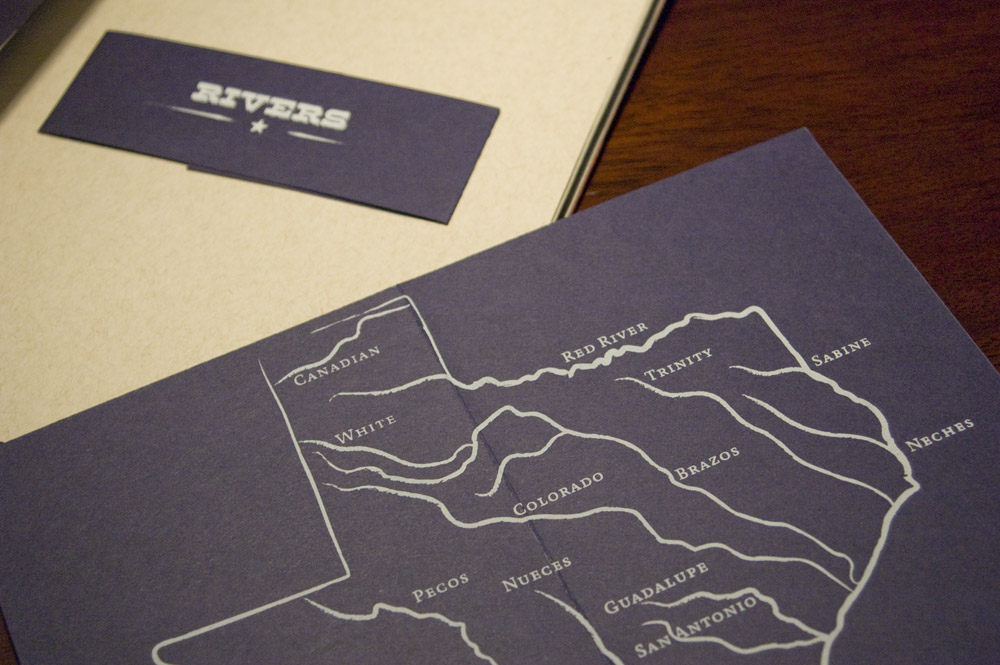 RIVERS
RED RIVER
CANADIAN
TRINITY
SABINE
WHITE
NECHES
BRAZOS
COLORADO
PECOS
NUECES
GUADALUPE
SAN ANTONIO